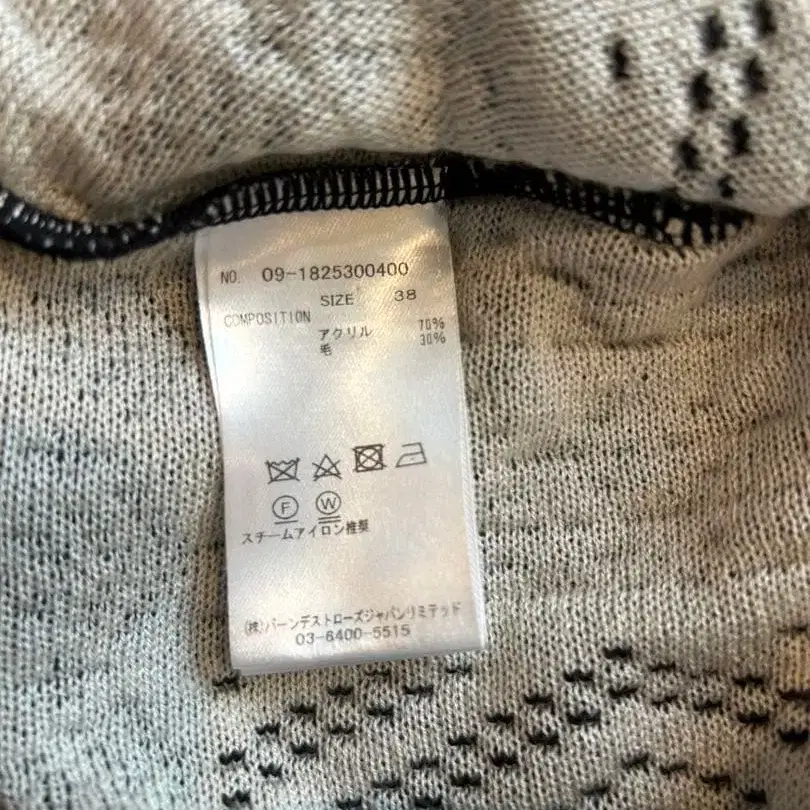 NO. 09-1825300400
SIZE 38
COMPOSITION
アクリル 70%
毛 30%
F W
スチームアイロン推奨
(株)バーンデストローズジャパンリミテッド
03-6400-5515